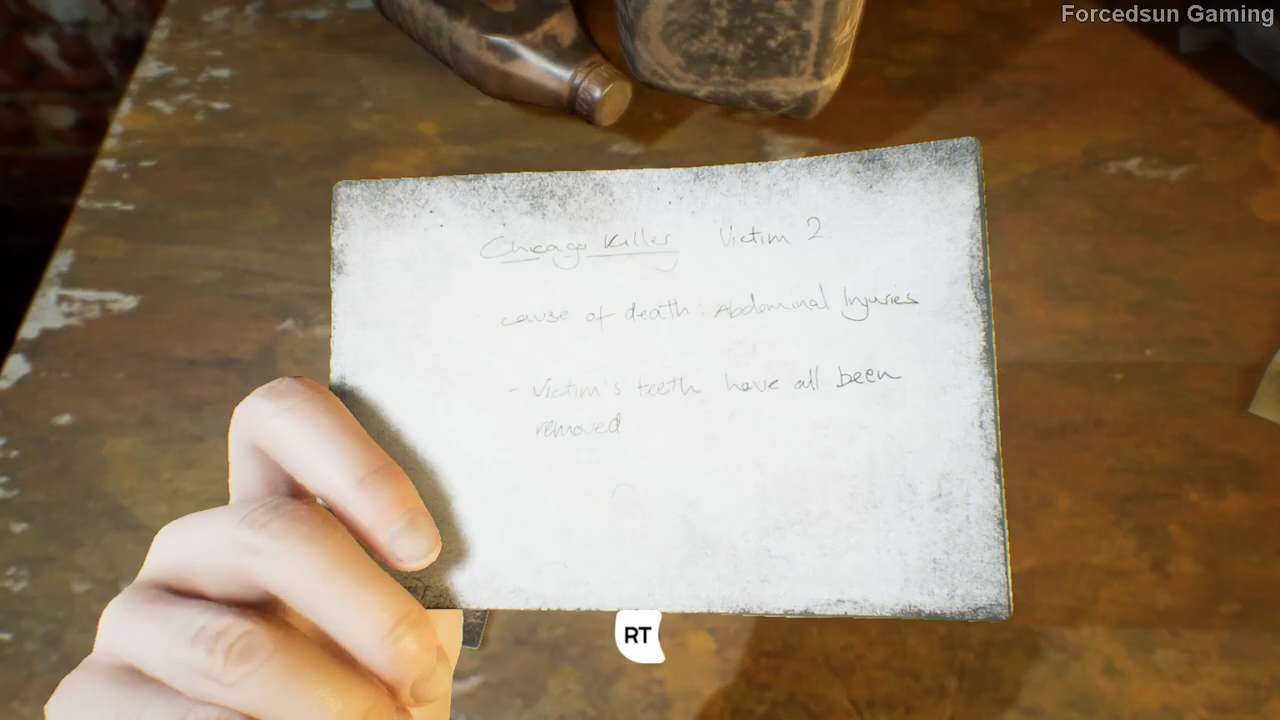 Forcedsun Gaming
Chicago Killer Victim 2
cause of death: Abdominal Injuries
- Victim's teeth have all been
removed
RT